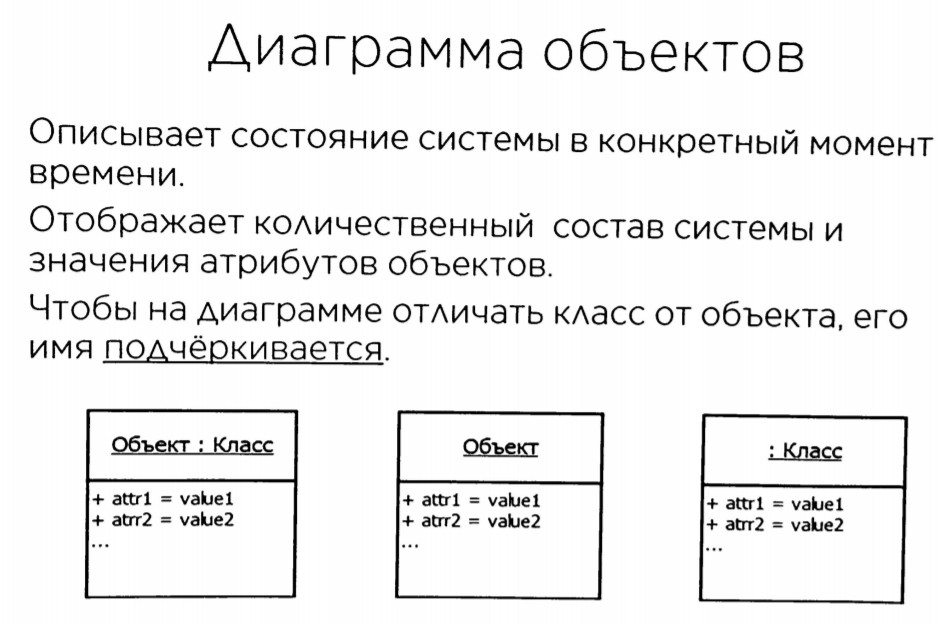 Диаграмма объектов
Описывает состояние системы в конкретный момент
времени.
Отображает количественный состав системы и
значения атрибутов объектов.
Чтобы на диаграмме отличать класс от объекта, его
имя подчёркивается.
Объект : Класс
+ attr1 = value1
+ atrr2 = value2
...
Объект
+ attr1 = value1
+ atrr2 = value2
...
: Класс
+ attr1 = value1
+ atrr2 = value2
...